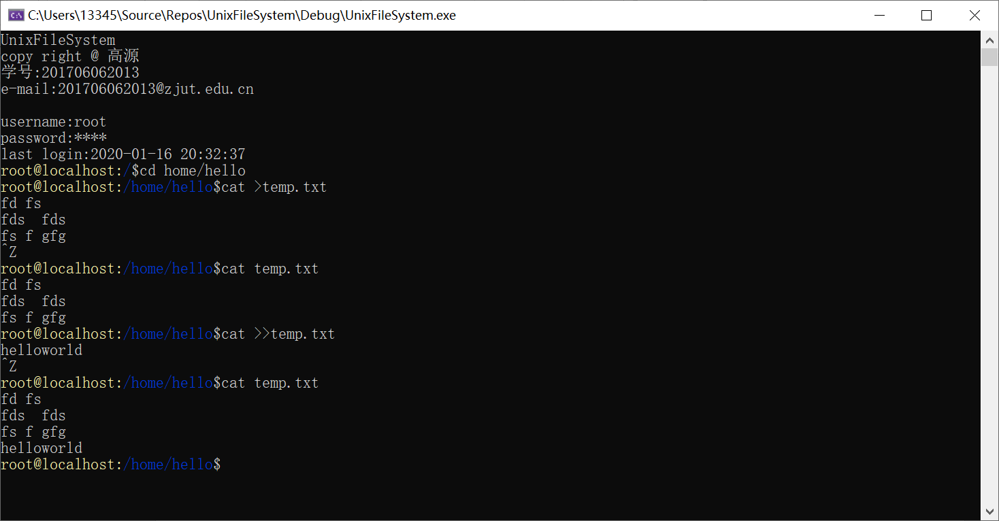 C:\Users\13345\Source\Repos\UnixFileSystem\Debug\UnixFileSystem.exe
UnixFileSystem
copy right @ 高源
学号:201706062013
e-mail:201706062013@zjut.edu.cn
username:root
password:****
last login:2020-01-16 20:32:37
root@localhost:/$cd home/hello
root@localhost:/home/hello$cat >temp.txt
fd fs
fds  fds
fs f gfg
^Z
root@localhost:/home/hello$cat temp.txt
fd fs
fds  fds
fs f gfg
root@localhost:/home/hello$cat >>temp.txt
helloworld
^Z
root@localhost:/home/hello$cat temp.txt
fd fs
fds  fds
fs f gfg
helloworld
root@localhost:/home/hello$